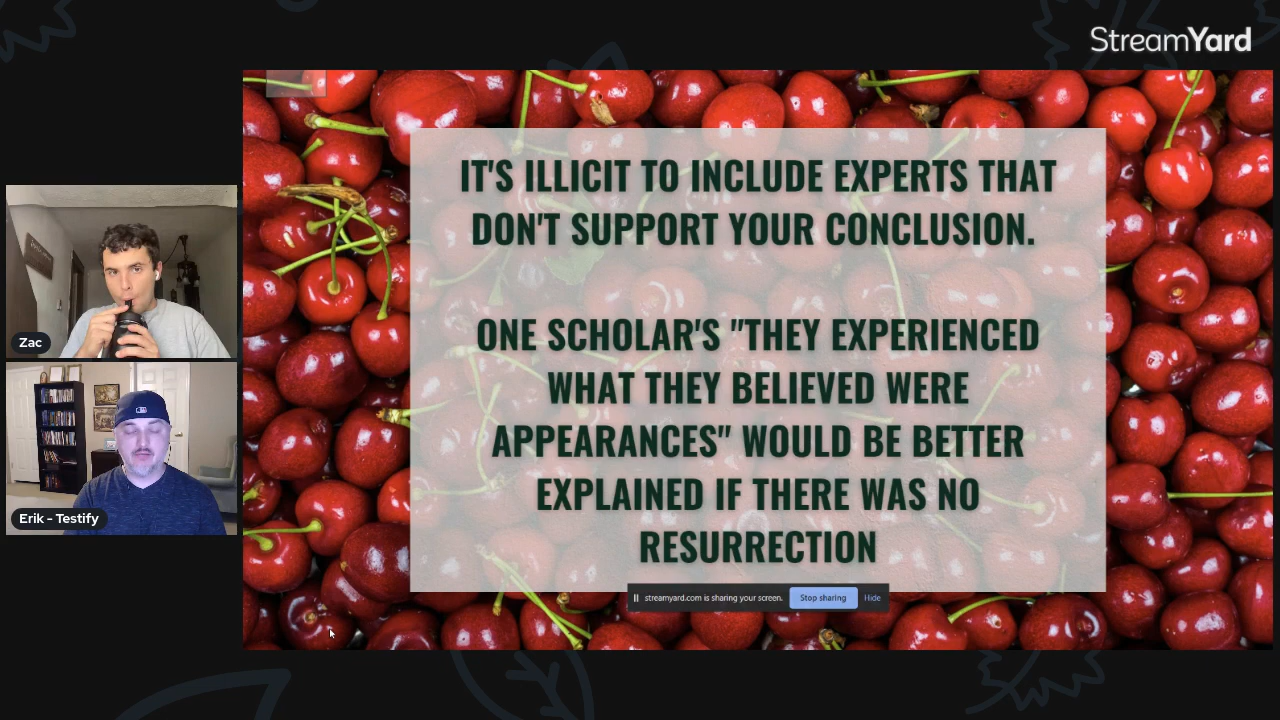 StreamYard
IT'S ILLICIT TO INCLUDE EXPERTS THAT
DON'T SUPPORT YOUR CONCLUSION.
ONE SCHOLAR'S "THEY EXPERIENCED
WHAT THEY BELIEVED WERE
APPEARANCES" WOULD BE BETTER
EXPLAINED IF THERE WAS NO
RESURRECTION
streamyard.com is sharing your screen.
Stop sharing
Hide
Zac
Erik - Testify